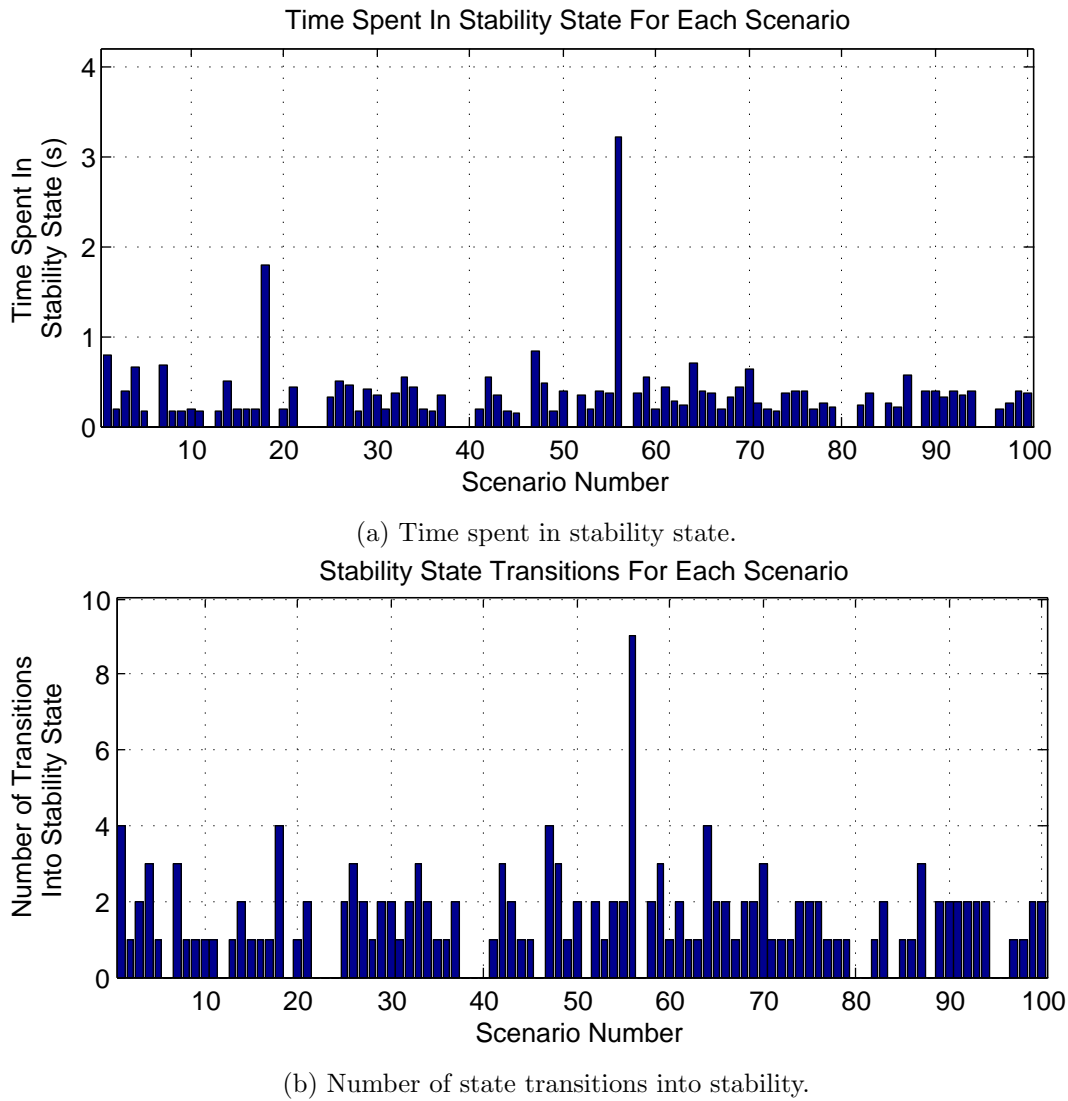 Time Spent In Stability State For Each Scenario
4
3
2
1
0
Time Spent In
Stability State (s)
10 20 30 40 50 60 70 80 90 100
Scenario Number
(a) Time spent in stability state.
Stability State Transitions For Each Scenario
10
8
6
4
2
0
Number of Transitions
Into Stability State
10 20 30 40 50 60 70 80 90 100
Scenario Number
(b) Number of state transitions into stability.